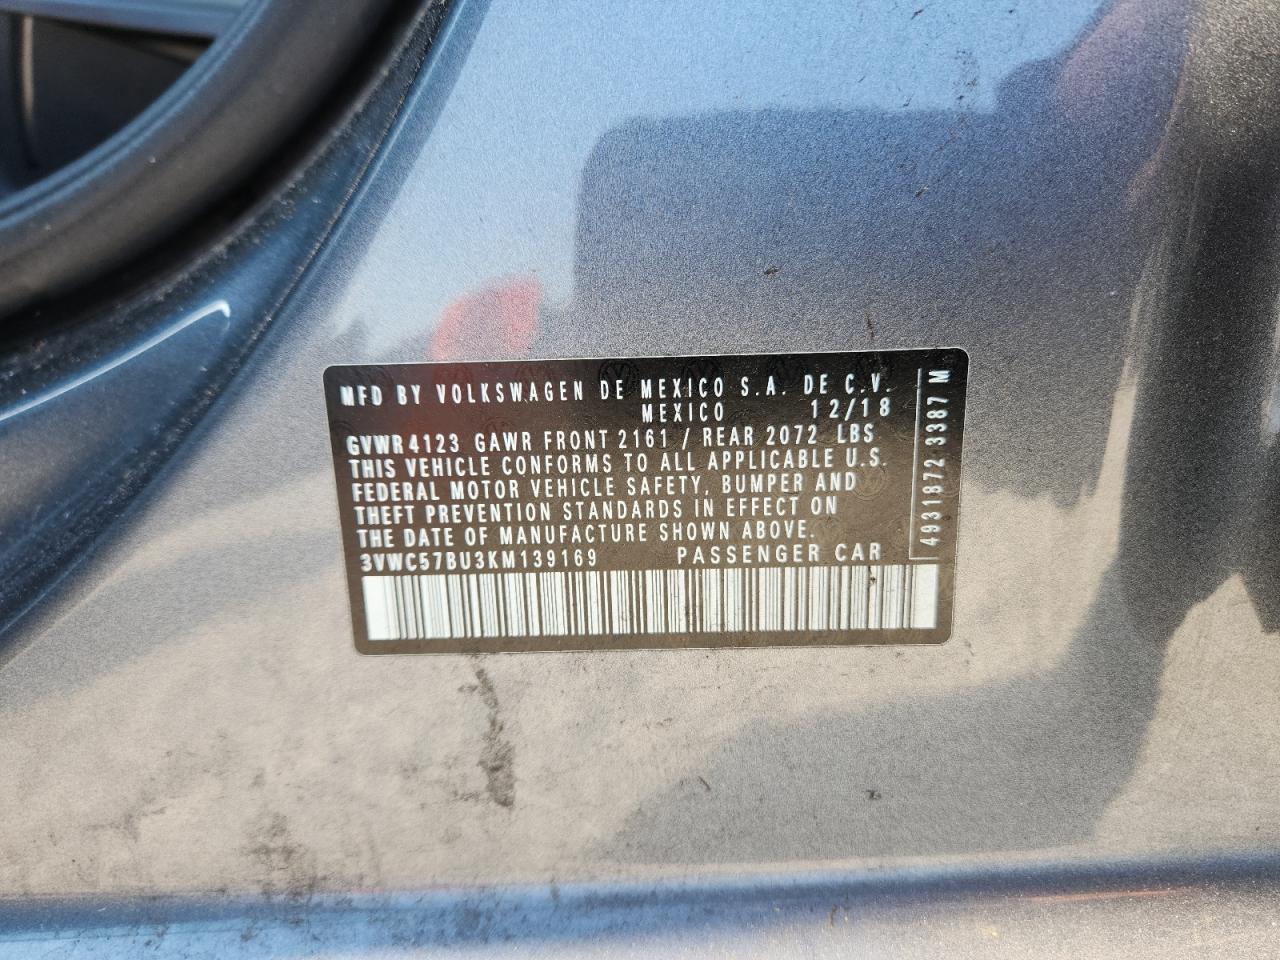 MFD BY VOLKSWAGEN DE MEXICO S.A. DE C.V.
MEXICO 12/18
GVWR 4123 GAWR FRONT 2161 / REAR 2072 LBS
THIS VEHICLE CONFORMS TO ALL APPLICABLE U.S.
FEDERAL MOTOR VEHICLE SAFETY, BUMPER AND
THEFT PREVENTION STANDARDS IN EFFECT ON
THE DATE OF MANUFACTURE SHOWN ABOVE.
3VWC57BU3KM139169 PASSENGER CAR
4931872 3387 M